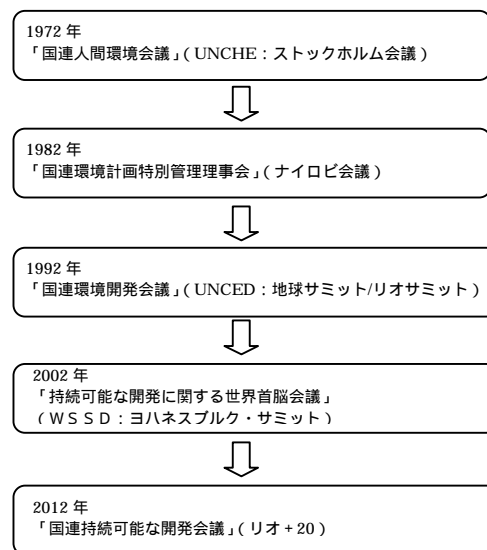 1972 年
「国連人間環境会議」（UNCHE：ストックホルム会議）
1982 年
「国連環境計画特別管理理事会」（ナイロビ会議）
1992 年
「国連環境開発会議」（UNCED：地球サミット/リオサミット）
2002 年
「持続可能な開発に関する世界首脳会議」
（ＷＳＳＤ：ヨハネスブルク・サミット）
2012 年
「国連持続可能な開発会議」（リオ＋20）